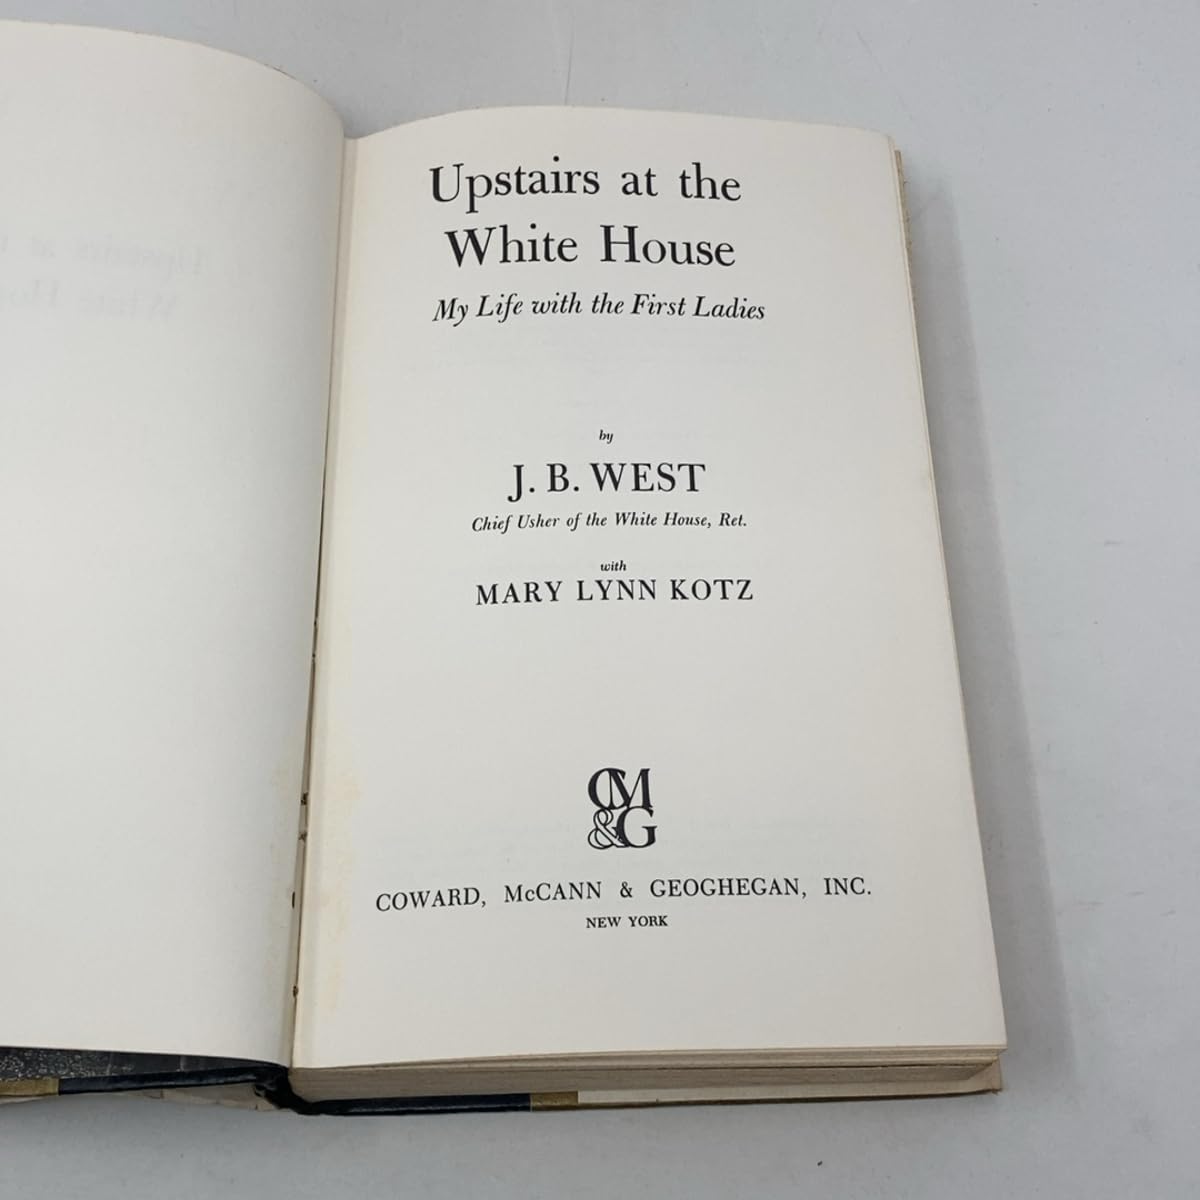 Upstairs at the
White House
My Life with the First Ladies
by
J. B. WEST
Chief Usher of the White House, Ret.
with
MARY LYNN KOTZ
CM
&G
COWARD, McCANN & GEOGHEGAN, INC.
NEW YORK